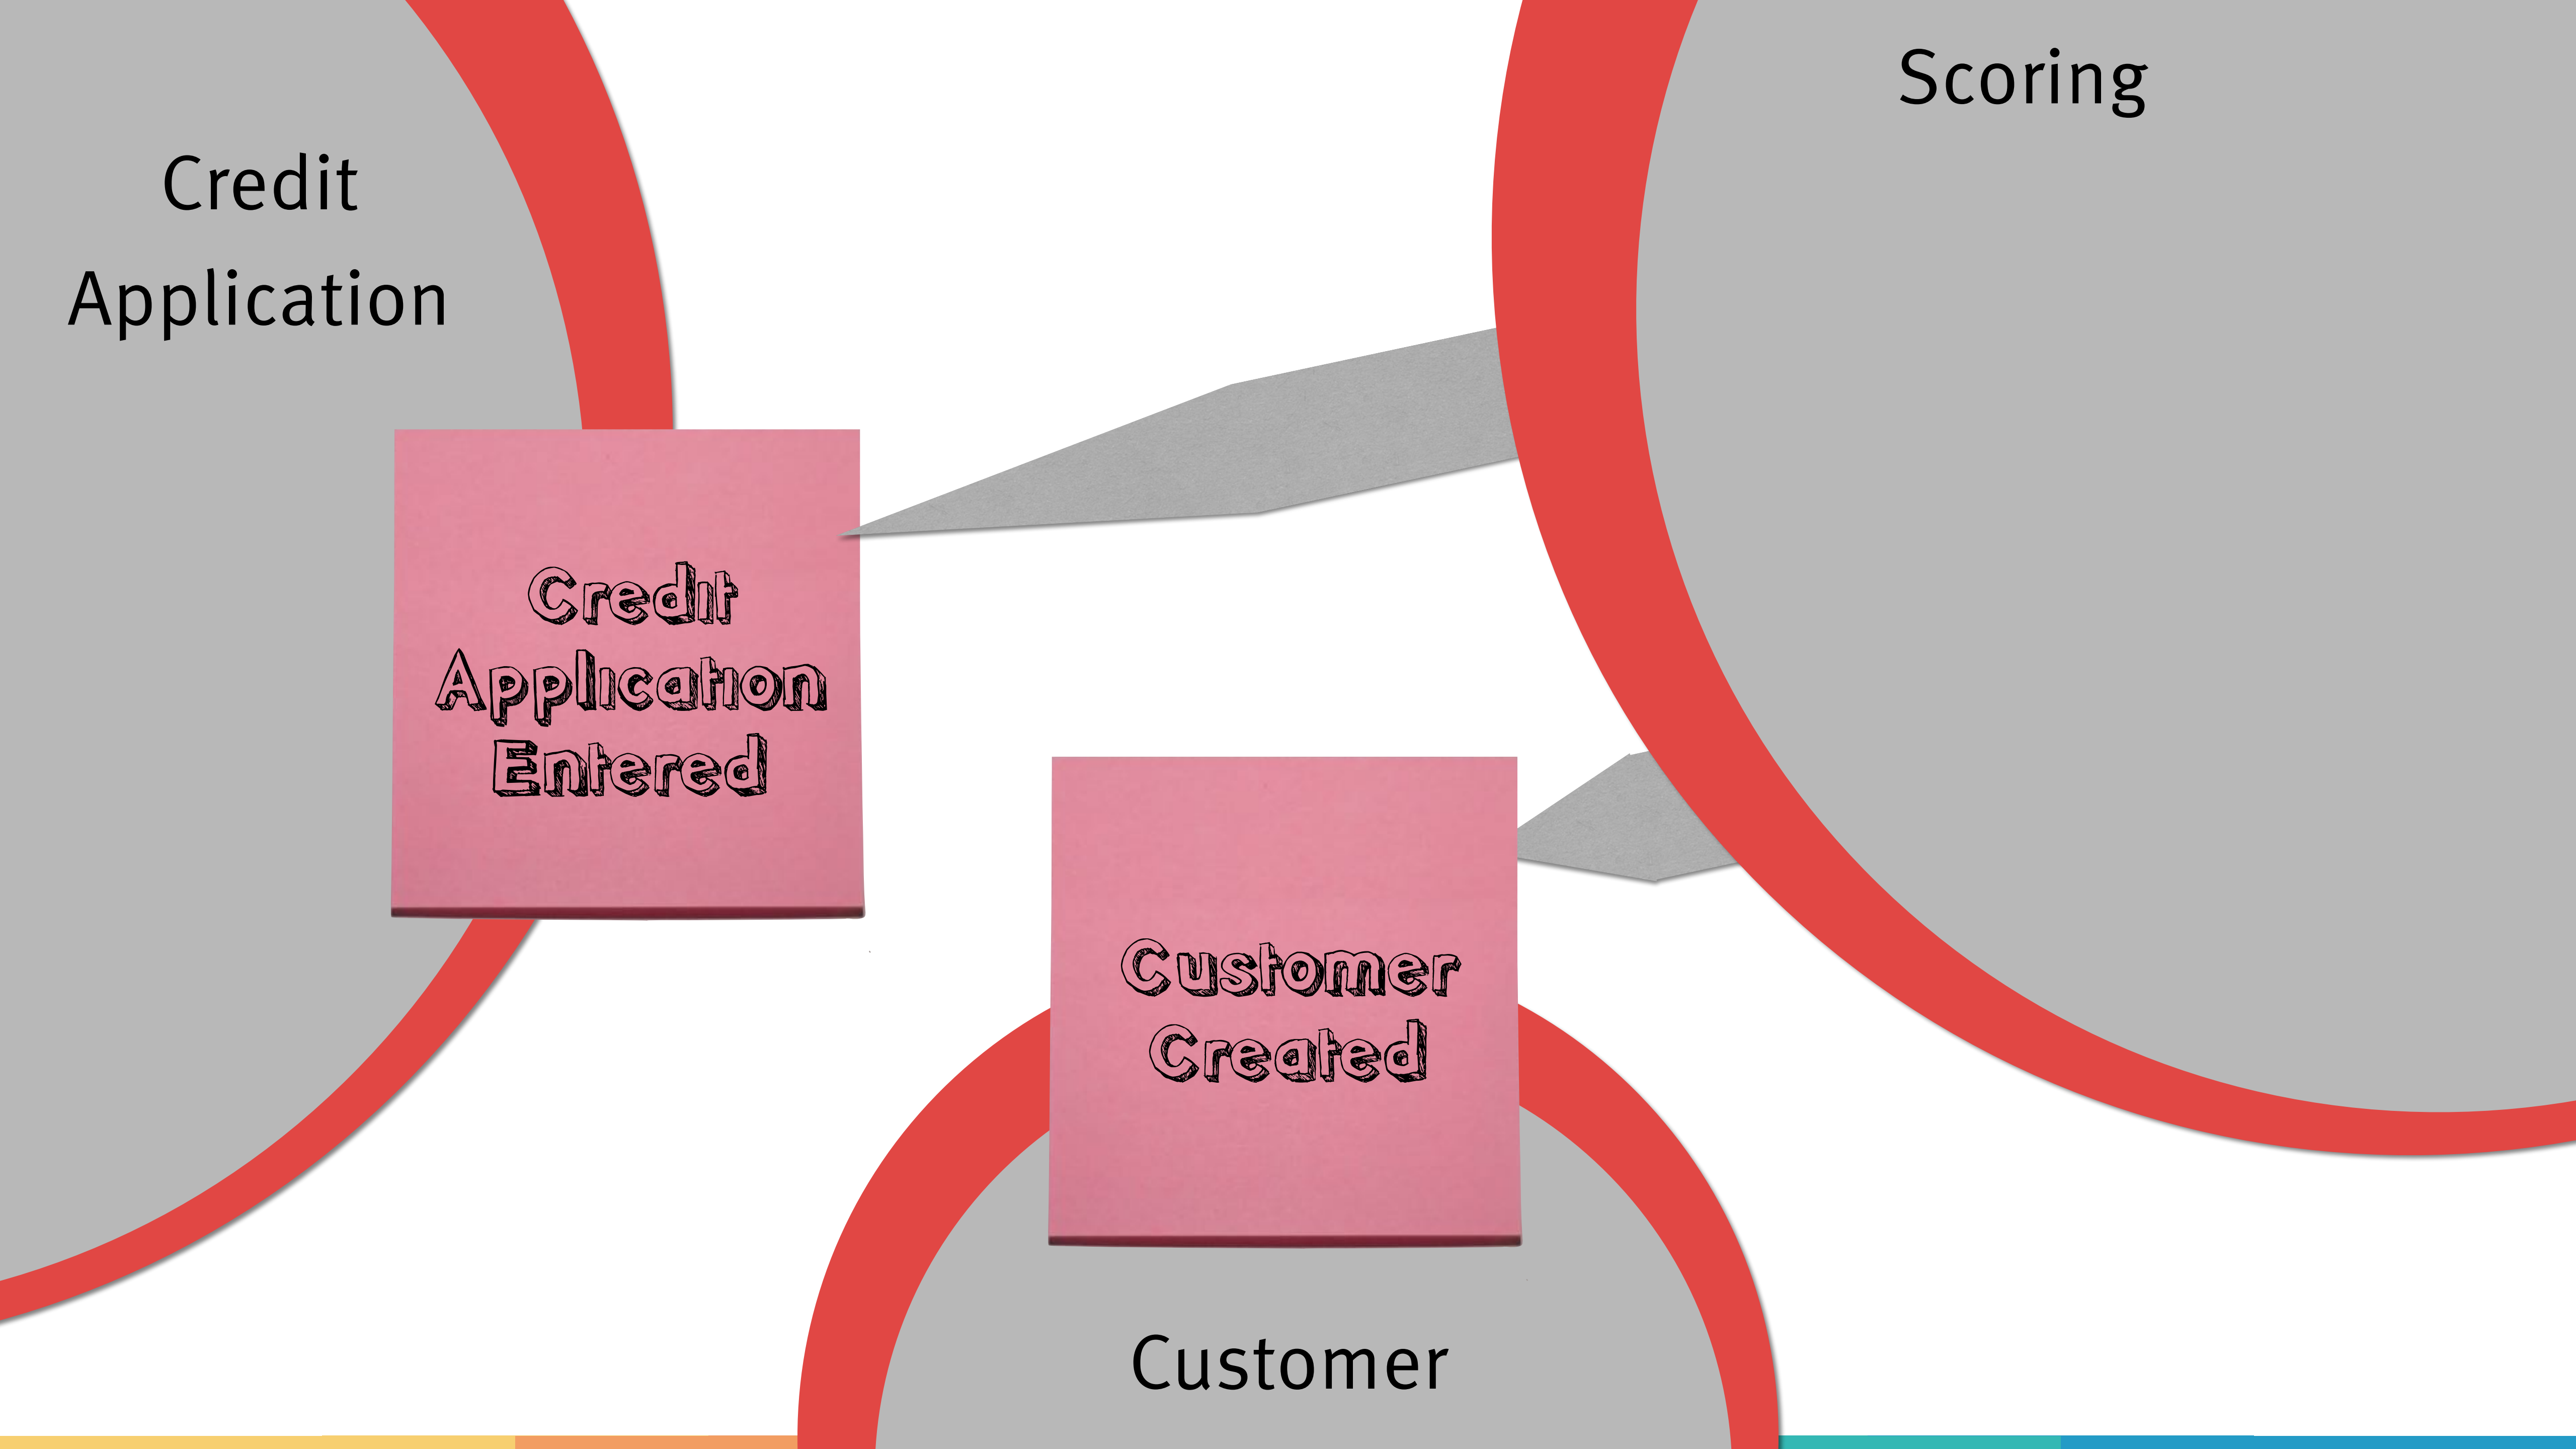 Scoring
Credit
Application
Credit
Application
Entered
Customer
Created
Customer